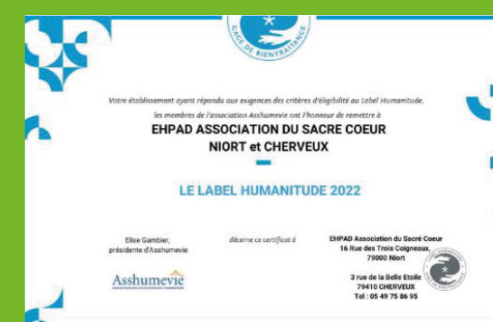 GAGE DE BIENTRAITANCE
Votre établissement ayant répondu aux exigences des critères d'éligibilité au Label Humanitude,
les membres de l'association Asshumevie ont l'honneur de remettre à
EHPAD ASSOCIATION DU SACRE COEUR
NIORT et CHERVEUX
LE LABEL HUMANITUDE 2022
Elise Gambier,
présidente d'Asshumevie
décerne ce certificat à
EHPAD Association du Sacré Coeur
16 Rue des Trois Coigneaux,
79000 Niort
3 rue de la Belle Etoile
79410 CHERVEUX
Tel : 05 49 75 86 95
Asshumevie